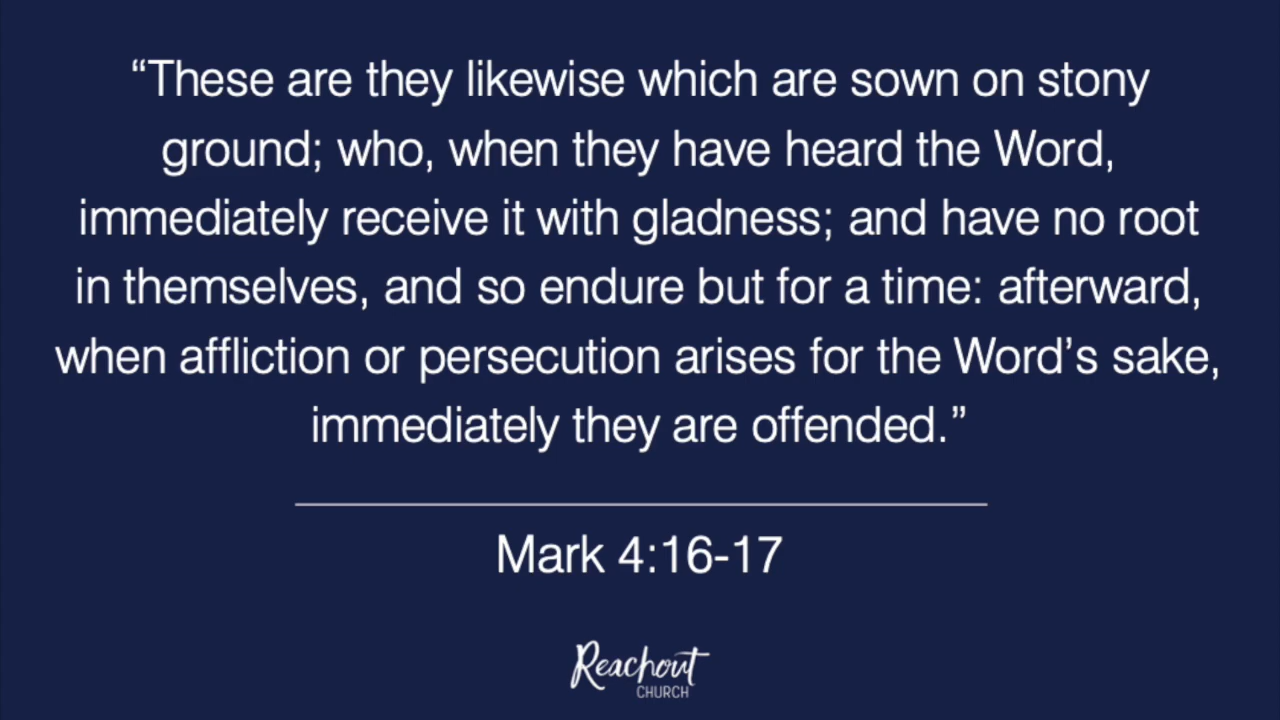 “These are they likewise which are sown on stony
ground; who, when they have heard the Word,
immediately receive it with gladness; and have no root
in themselves, and so endure but for a time: afterward,
when affliction or persecution arises for the Word’s sake,
immediately they are offended.”
Mark 4:16-17
Reachout
CHURCH